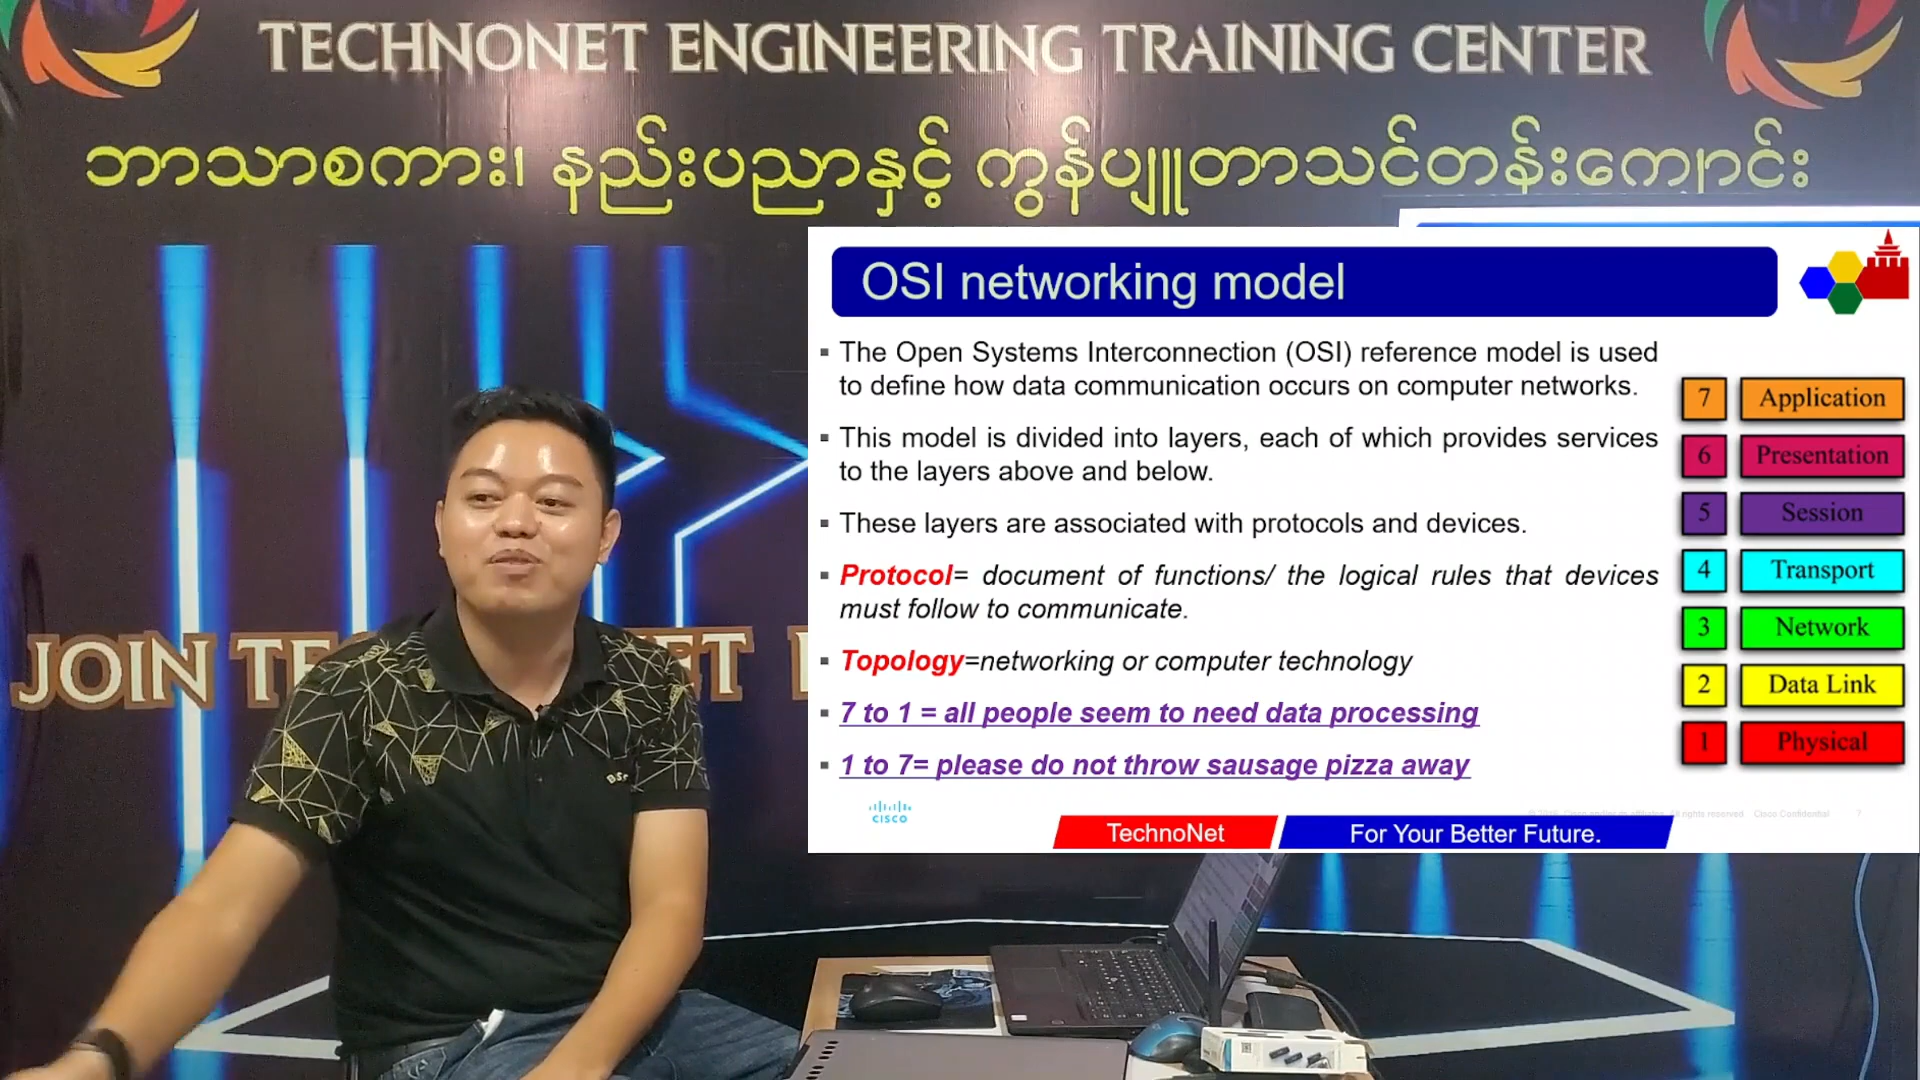 TECHNONET ENGINEERING TRAINING CENTER
ဘာသာစကား၊ နည်းပညာနှင့် ကွန်ပျူတာသင်တန်းကျောင်း
JOIN TE
ET
OSI networking model
▪ The Open Systems Interconnection (OSI) reference model is used
to define how data communication occurs on computer networks.
▪ This model is divided into layers, each of which provides services
to the layers above and below.
▪ These layers are associated with protocols and devices.
▪ Protocol= document of functions/ the logical rules that devices
must follow to communicate.
▪ Topology=networking or computer technology
▪ 7 to 1 = all people seem to need data processing
▪ 1 to 7= please do not throw sausage pizza away
7 Application
6 Presentation
5 Session
4 Transport
3 Network
2 Data Link
1 Physical
CISCO
Cisco Confidential 7
TechnoNet
For Your Better Future.